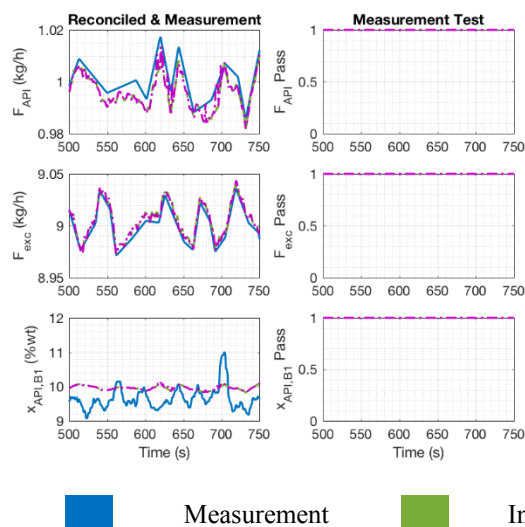 Reconciled & Measurement
Measurement Test
1.02
1
0.98
F_API (kg/h)
500 550 600 650 700 750
1
0.5
0
F_API Pass
500 550 600 650 700 750
9.05
9
8.95
F_exc (kg/h)
500 550 600 650 700 750
1
0.5
0
F_exc Pass
500 550 600 650 700 750
12
11
10
9
x_API,B1 (%wt)
500 550 600 650 700 750
Time (s)
1
0.5
0
x_API,B1 Pass
500 550 600 650 700 750
Time (s)
Measurement